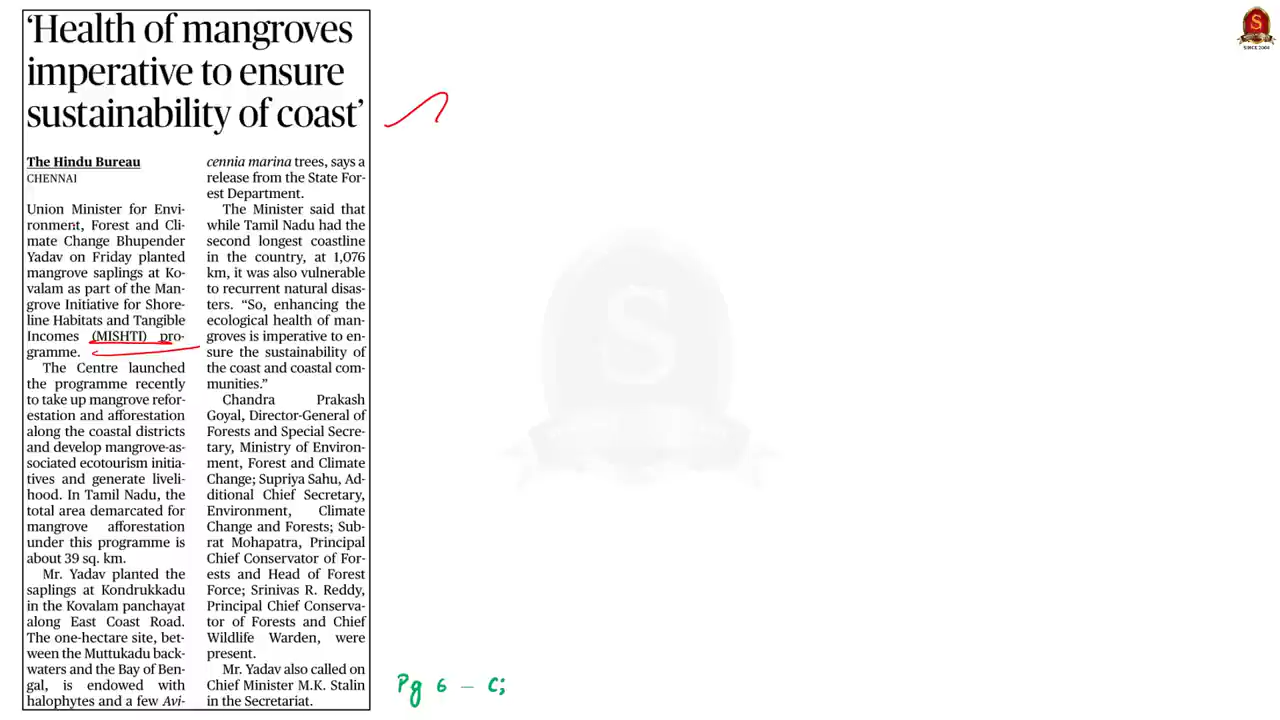 ‘Health of mangroves
imperative to ensure
sustainability of coast’
The Hindu Bureau
CHENNAI
Union Minister for Envi-
ronment, Forest and Cli-
mate Change Bhupender
Yadav on Friday planted
mangrove saplings at Ko-
valam as part of the Man-
grove Initiative for Shore-
line Habitats and Tangible
Incomes (MISHTI) pro-
gramme.
The Centre launched
the programme recently
to take up mangrove refor-
estation and afforestation
along the coastal districts
and develop mangrove-as-
sociated ecotourism initia-
tives and generate liveli-
hood. In Tamil Nadu, the
total area demarcated for
mangrove afforestation
under this programme is
about 39 sq. km.
Mr. Yadav planted the
saplings at Kondrukkadu
in the Kovalam panchayat
along East Coast Road.
The one-hectare site, bet-
ween the Muttukadu back-
waters and the Bay of Ben-
gal, is endowed with
halophytes and a few Avi-
cennia marina trees, says a
release from the State For-
est Department.
The Minister said that
while Tamil Nadu had the
second longest coastline
in the country, at 1,076
km, it was also vulnerable
to recurrent natural disas-
ters. “So, enhancing the
ecological health of man-
groves is imperative to en-
sure the sustainability of
the coast and coastal com-
munities.”
Chandra Prakash
Goyal, Director-General of
Forests and Special Secre-
tary, Ministry of Environ-
ment, Forest and Climate
Change; Supriya Sahu, Ad-
ditional Chief Secretary,
Environment, Climate
Change and Forests; Sub-
rat Mohapatra, Principal
Chief Conservator of For-
ests and Head of Forest
Force; Srinivas R. Reddy,
Principal Chief Conserva-
tor of Forests and Chief
Wildlife Warden, were
present.
Mr. Yadav also called on
Chief Minister M.K. Stalin
in the Secretariat.
Pg 6 – C;
S
SINCE 2004
S